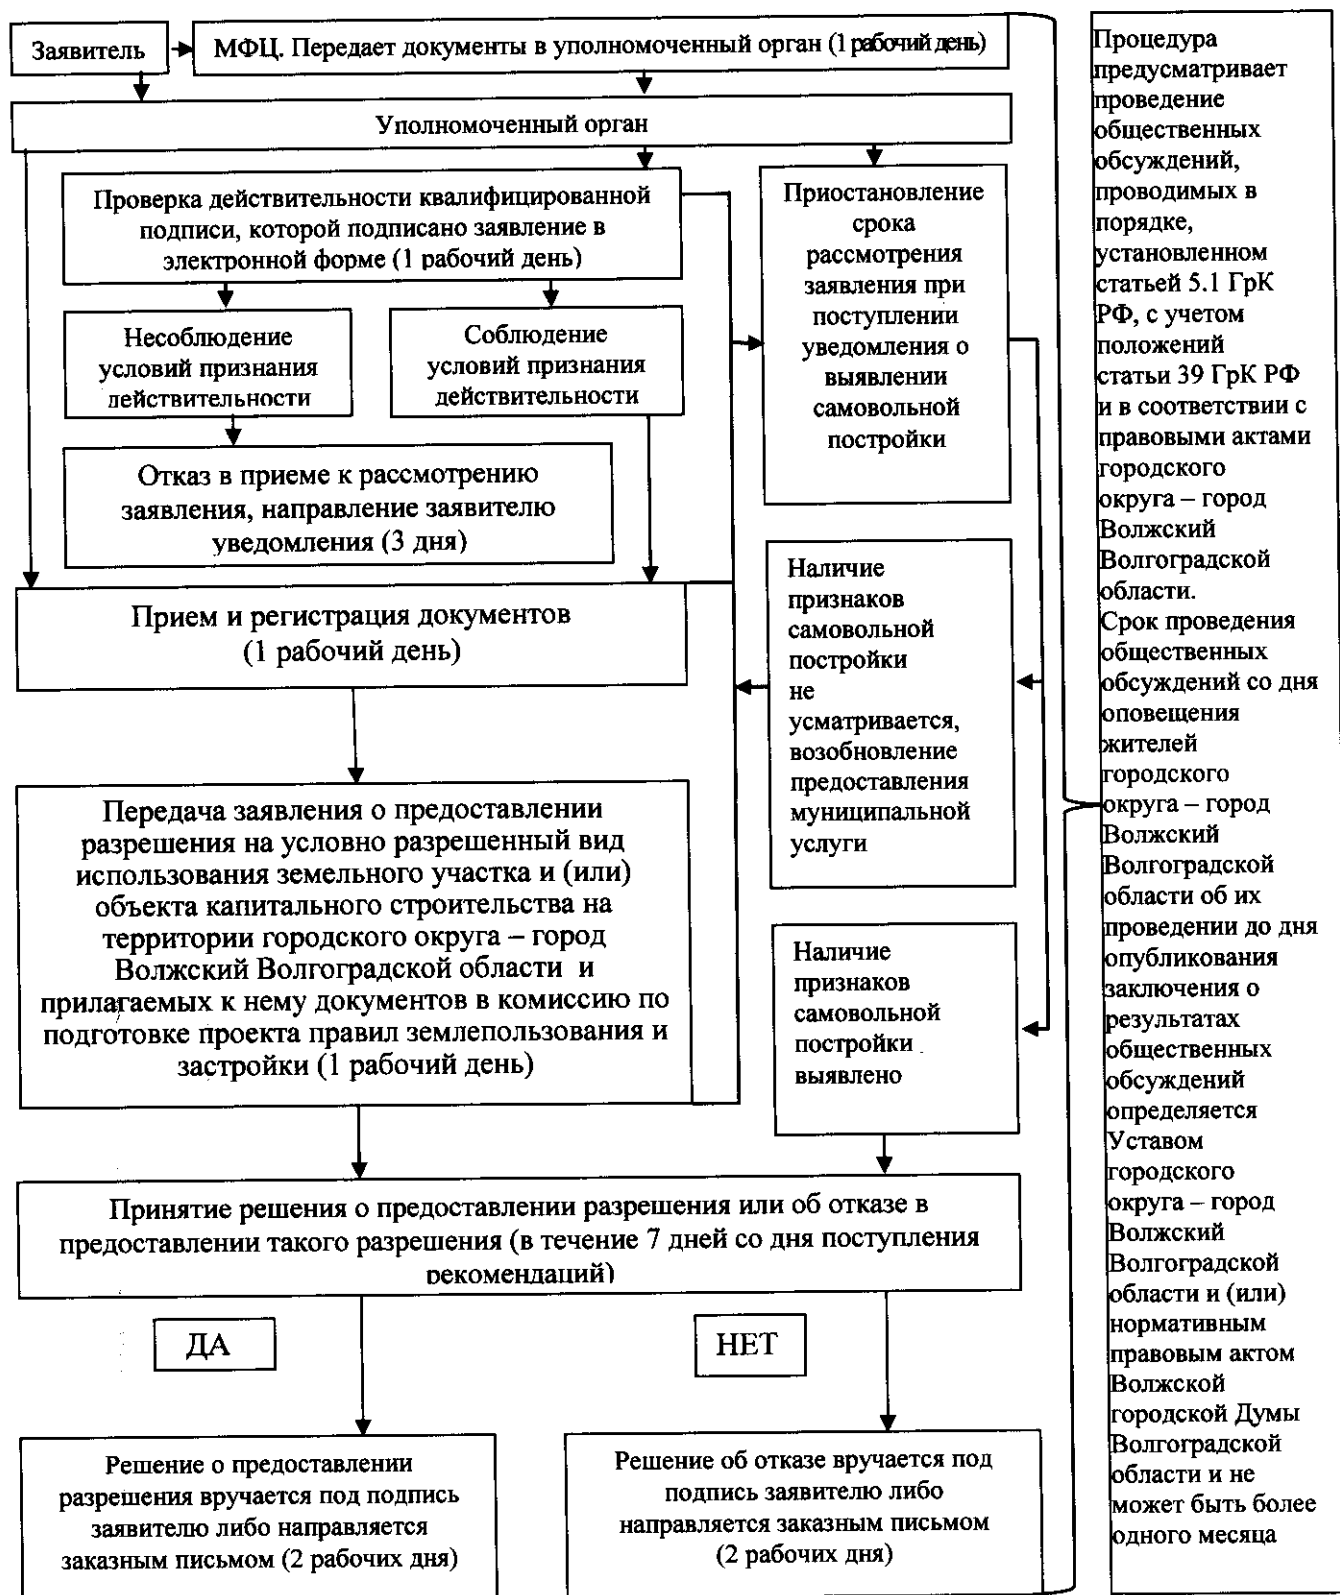 Заявитель
МФЦ. Передает документы в уполномоченный орган (1 рабочий день)
Уполномоченный орган
Проверка действительности квалифицированной
подписи, которой подписано заявление в
электронной форме (1 рабочий день)
Несоблюдение
условий признания
действительности
Соблюдение
условий признания
действительности
Отказ в приеме к рассмотрению
заявления, направление заявителю
уведомления (3 дня)
Приостановление
срока
рассмотрения
заявления при
поступлении
уведомления о
выявлении
самовольной
постройки
Прием и регистрация документов
(1 рабочий день)
Наличие
признаков
самовольной
постройки
не
усматривается,
возобновление
предоставления
муниципальной
услуги
Передача заявления о предоставлении
разрешения на условно разрешенный вид
использования земельного участка и (или)
объекта капитального строительства на
территории городского округа – город
Волжский Волгоградской области и
прилагаемых к нему документов в комиссию по
подготовке проекта правил землепользования и
застройки (1 рабочий день)
Наличие
признаков
самовольной
постройки
выявлено
Принятие решения о предоставлении разрешения или об отказе в
предоставлении такого разрешения (в течение 7 дней со дня поступления
рекомендаций)
ДА
НЕТ
Решение о предоставлении
разрешения вручается под подпись
заявителю либо направляется
заказным письмом (2 рабочих дня)
Решение об отказе вручается под
подпись заявителю либо
направляется заказным письмом
(2 рабочих дня)
Процедура
предусматривает
проведение
общественных
обсуждений,
проводимых в
порядке,
установленном
статьей 5.1 ГрК
РФ, с учетом
положений
статьи 39 ГрК РФ
и в соответствии с
правовыми актами
городского
округа – город
Волжский
Волгоградской
области.
Срок проведения
общественных
обсуждений со дня
оповещения
жителей
городского
округа – город
Волжский
Волгоградской
области об их
проведении до дня
опубликования
заключения о
результатах
общественных
обсуждений
определяется
Уставом
городского
округа – город
Волжский
Волгоградской
области и (или)
нормативным
правовым актом
Волжской
городской Думы
Волгоградской
области и не
может быть более
одного месяца